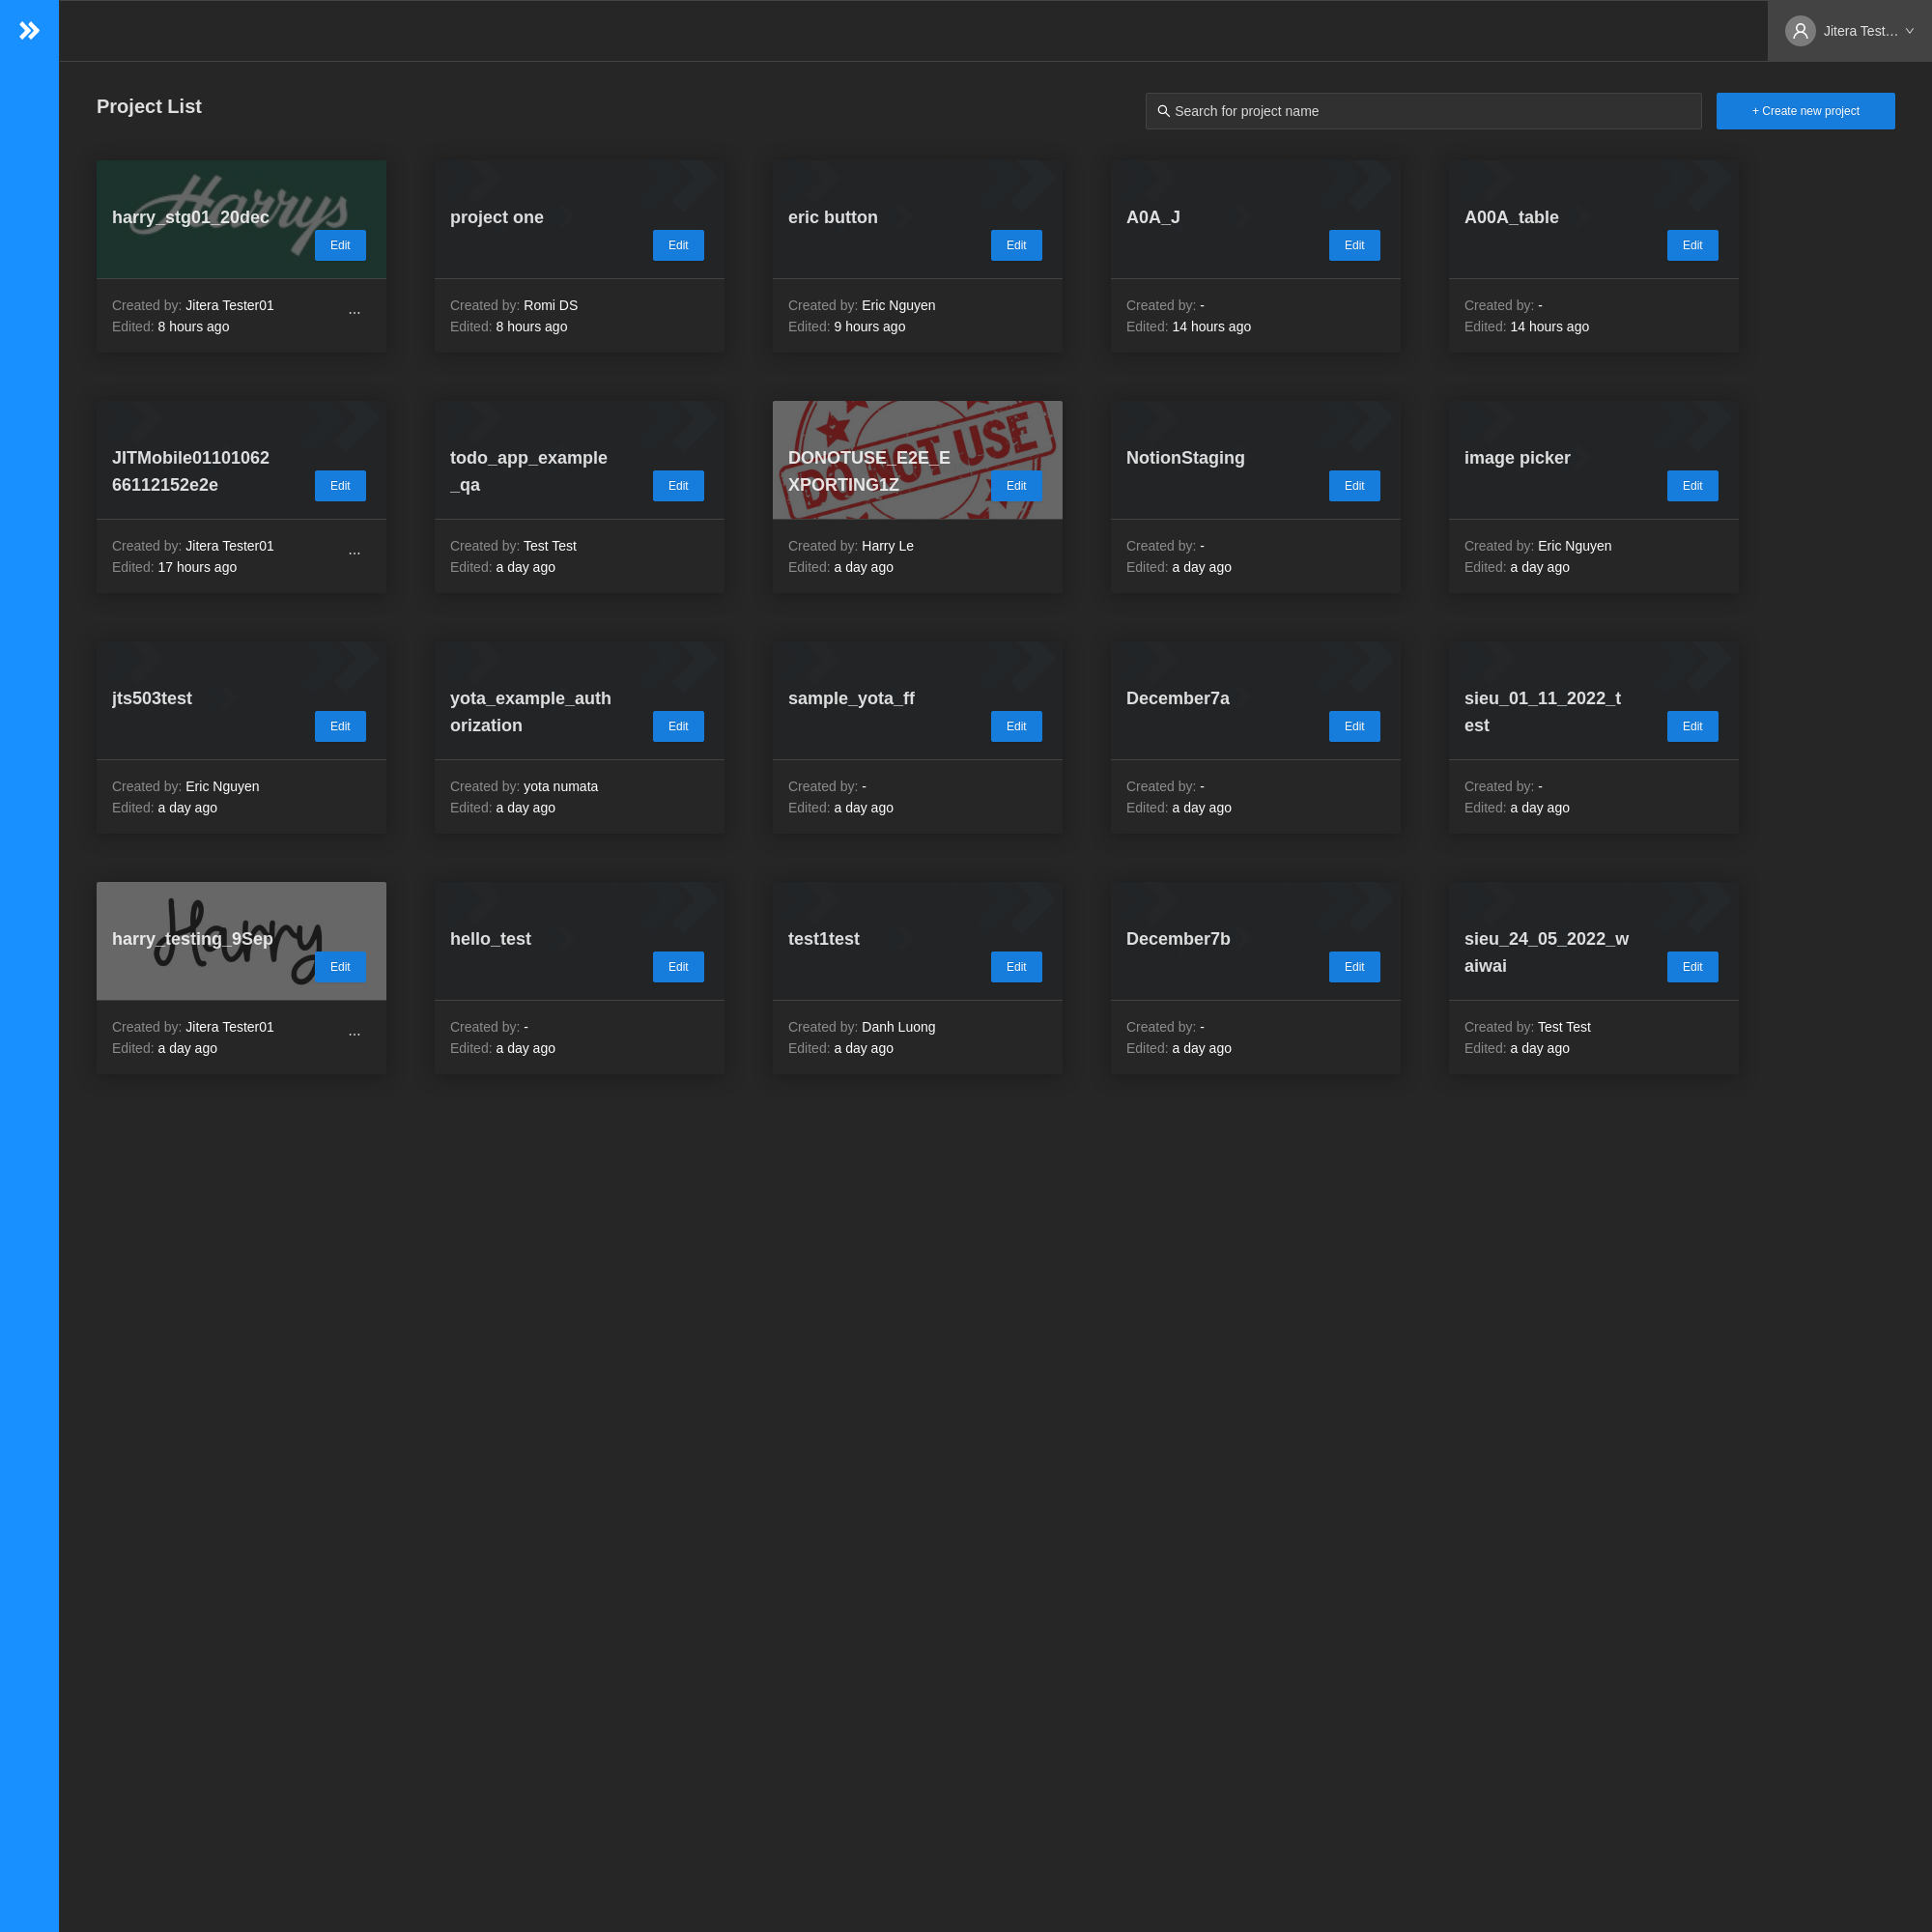 Jitera Test...
Project List
Search for project name
+ Create new project
Harrys
harry_stg01_20dec
Edit
Created by: Jitera Tester01
...
Edited: 8 hours ago
project one
Edit
Created by: Romi DS
Edited: 8 hours ago
eric button
Edit
Created by: Eric Nguyen
Edited: 9 hours ago
A0A_J
Edit
Created by: -
Edited: 14 hours ago
A00A_table
Edit
Created by: -
Edited: 14 hours ago
JITMobile01101062
66112152e2e
Edit
Created by: Jitera Tester01
...
Edited: 17 hours ago
todo_app_example
_qa
Edit
Created by: Test Test
Edited: a day ago
DO NOT USE
DONOTUSE_E2E_E
XPORTING1Z
Edit
Created by: Harry Le
Edited: a day ago
NotionStaging
Edit
Created by: -
Edited: a day ago
image picker
Edit
Created by: Eric Nguyen
Edited: a day ago
jts503test
Edit
Created by: Eric Nguyen
Edited: a day ago
yota_example_auth
orization
Edit
Created by: yota numata
Edited: a day ago
sample_yota_ff
Edit
Created by: -
Edited: a day ago
December7a
Edit
Created by: -
Edited: a day ago
sieu_01_11_2022_t
est
Edit
Created by: -
Edited: a day ago
Harry
harry_testing_9Sep
Edit
Created by: Jitera Tester01
...
Edited: a day ago
hello_test
Edit
Created by: -
Edited: a day ago
test1test
Edit
Created by: Danh Luong
Edited: a day ago
December7b
Edit
Created by: -
Edited: a day ago
sieu_24_05_2022_w
aiwai
Edit
Created by: Test Test
Edited: a day ago